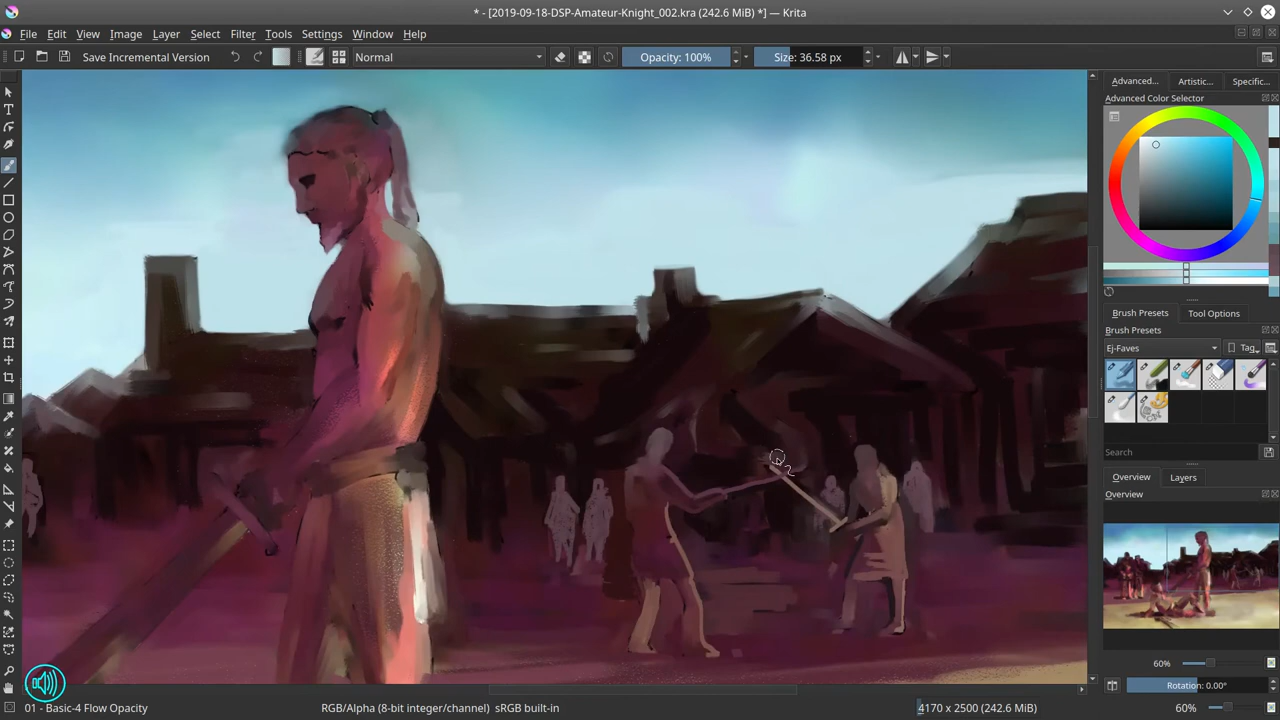 * - [2019-09-18-DSP-Amateur-Knight_002.kra (242.6 MiB) *] — Krita
File Edit View Image Layer Select Filter Tools Settings Window Help
Save Incremental Version Normal Opacity: 100% Size: 36.58 px
Advanced... Artistic... Specific...
Advanced Color Selector
Brush Presets Tool Options
Brush Presets
Ej-Faves Tag
Search
Overview Layers
Overview
60%
Rotation: 0.00°
01 - Basic-4 Flow Opacity RGB/Alpha (8-bit integer/channel) sRGB built-in 4170 x 2500 (242.6 MiB) 60%